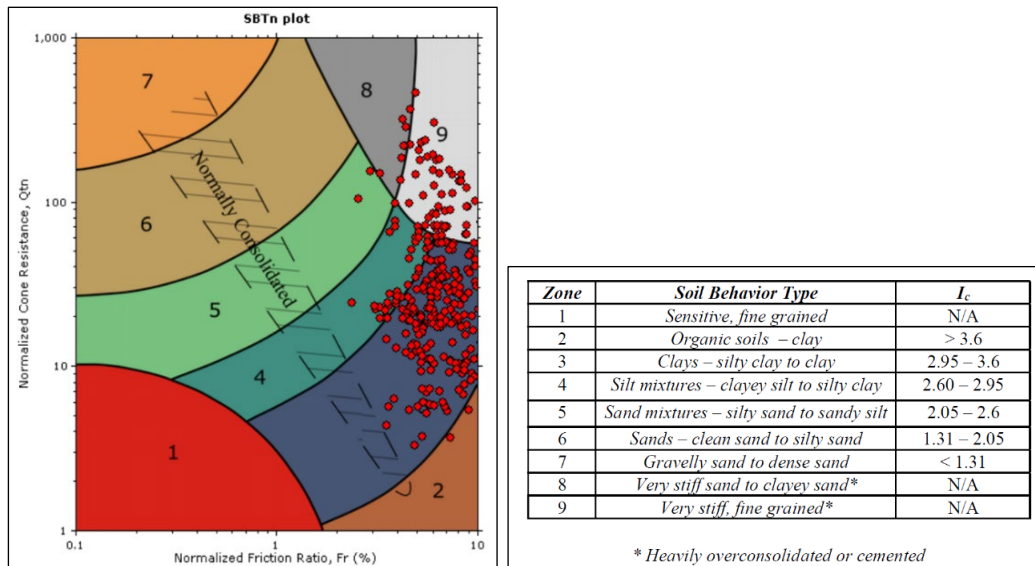 SBTn plot
1,000
100
10
1
0.1
1
10
Normalized Cone Resistance, Qtn
Normalized Friction Ratio, Fr (%)
7
8
9
6
Normally Consolidated
5
4
1
2
Zone Soil Behavior Type Ic
1 Sensitive, fine grained N/A
2 Organic soils – clay > 3.6
3 Clays – silty clay to clay 2.95 – 3.6
4 Silt mixtures – clayey silt to silty clay 2.60 – 2.95
5 Sand mixtures – silty sand to sandy silt 2.05 – 2.6
6 Sands – clean sand to silty sand 1.31 – 2.05
7 Gravelly sand to dense sand < 1.31
8 Very stiff sand to clayey sand* N/A
9 Very stiff, fine grained* N/A
* Heavily overconsolidated or cemented